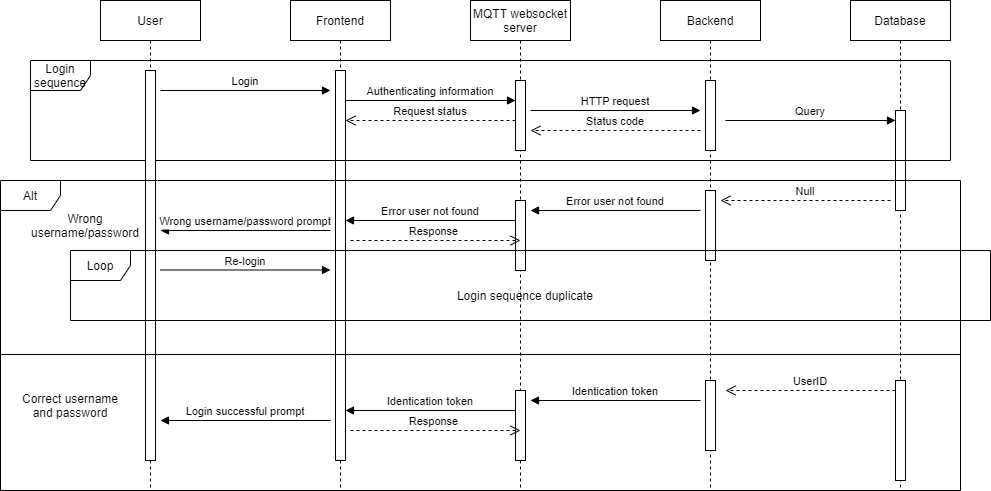 User
Frontend
MQTT websocket
server
Backend
Database
Login
sequence
Login
Authenticating information
Request status
HTTP request
Status code
Query
Alt
Wrong
username/password
Null
Error user not found
Error user not found
Wrong username/password prompt
Response
Loop
Re-login
Login sequence duplicate
Correct username
and password
UserID
Identication token
Identication token
Login successful prompt
Response